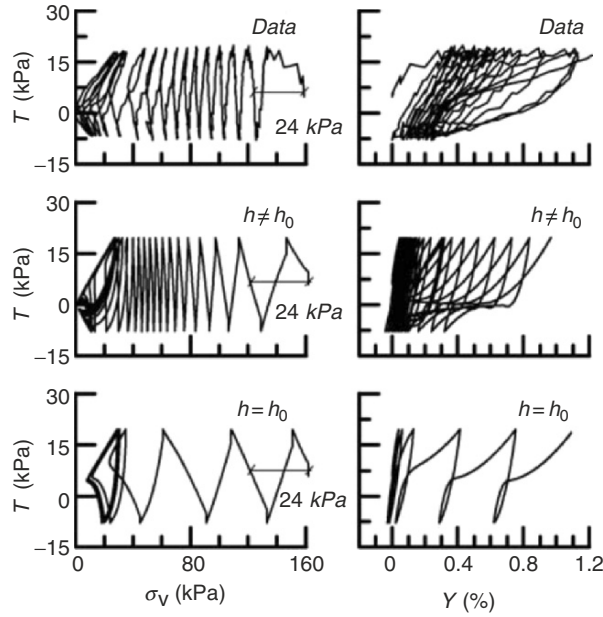 Data
30
15
0
−15
T (kPa)
24 kPa
Data
h ≠ h0
30
15
0
−15
T (kPa)
24 kPa
h ≠ h0
h = h0
30
15
0
−15
T (kPa)
24 kPa
h = h0
0 80 160
σv (kPa)
0 0.4 0.8 1.2
Y (%)